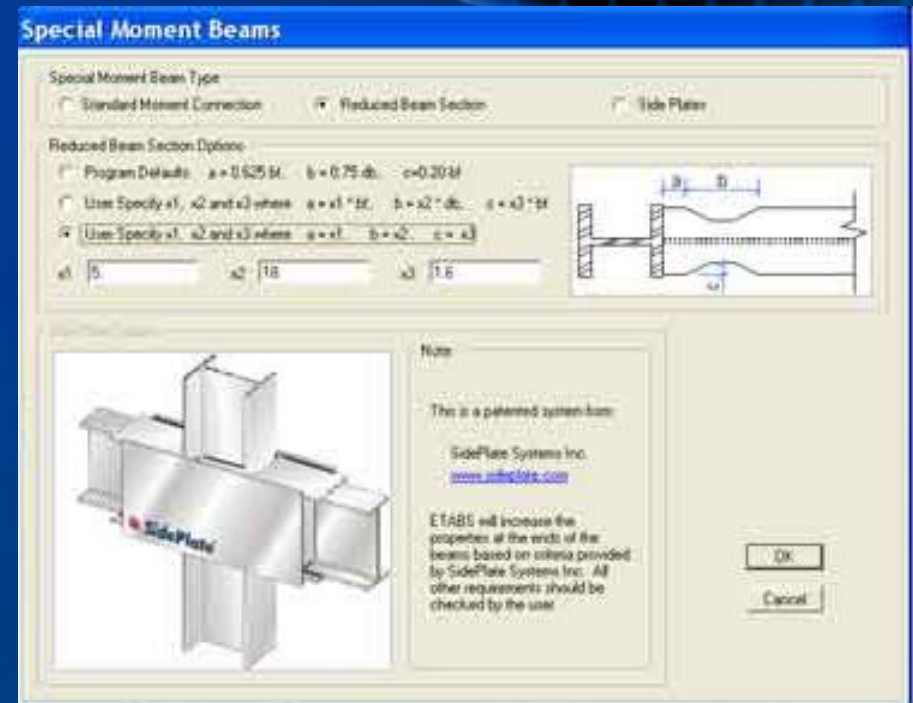 Special Moment Beams
Special Moment Beam Type
Standard Moment Connection
Reduced Beam Section
Side Plates
Reduced Beam Section Options
Program Defaults a = 0.625 bf, b = 0.75 db, c=0.20 bf
User Specify x1, x2 and x3 where a = x1 * bf, b = x2 * db, c = x3 * bf
User Specify x1, x2 and x3 where a = x1, b = x2, c = x3
x1 5.
x2 18.
x3 1.6
a b
c
Note
This is a patented system from:
SidePlate Systems Inc.
www.sideplate.com
ETABS will increase the
properties at the ends of the
beams based on criteria provided
by SidePlate Systems Inc. All
other requirements should be
checked by the user.
SidePlate
OK
Cancel